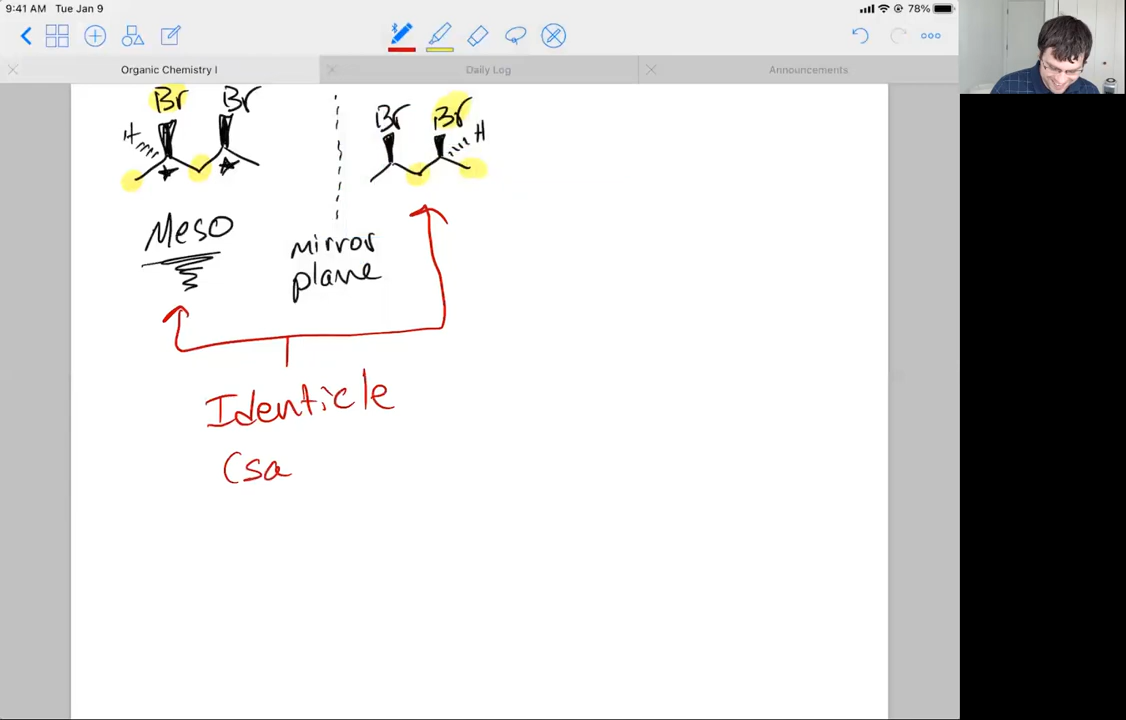 9:41 AM Tue Jan 9
78%
Organic Chemistry I
Daily Log
Announcements
Br Br
H
Br Br
H
Meso
mirror
plane
Identicle
(sa